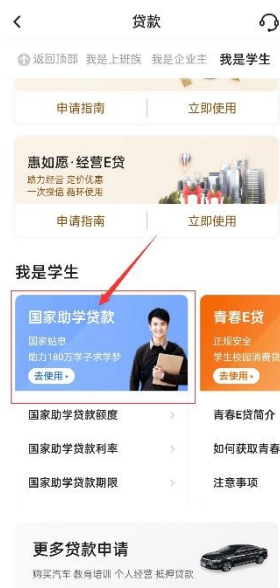 贷款
返回顶部 我是上班族 我是企业主 我是学生
申请指南 立即使用
惠如愿·经营E贷
助力经营 定价优惠
一次授信 循环使用
申请指南 立即使用
我是学生
国家助学贷款
国家贴息
助力180万学子求学梦
去使用
青春E贷
正规安全
学生校园消费贷
去使用
国家助学贷款额度
国家助学贷款利率
国家助学贷款期限
青春E贷简介
如何获取青春
注意事项
更多贷款申请
购买汽车 教育培训 个人经营 抵押贷款